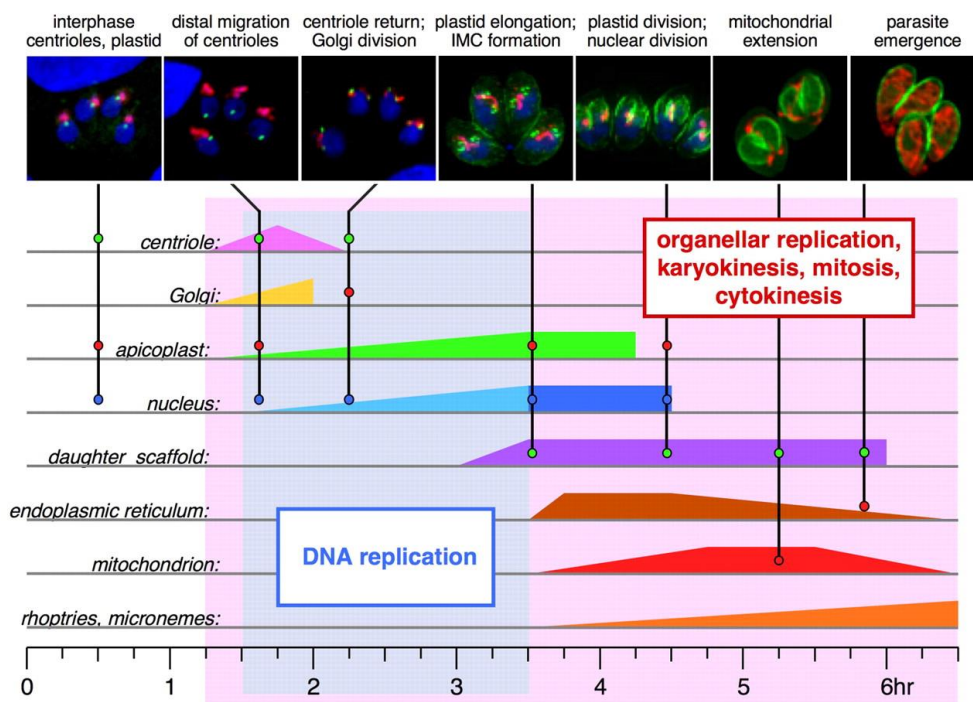 interphase
centrioles, plastid
distal migration
of centrioles
centriole return;
Golgi division
plastid elongation;
IMC formation
plastid division;
nuclear division
mitochondrial
extension
parasite
emergence
centriole:
Golgi:
apicoplast:
nucleus:
daughter scaffold:
endoplasmic reticulum:
mitochondrion:
rhoptries, micronemes:
organellar replication,
karyokinesis, mitosis,
cytokinesis
DNA replication
0 1 2 3 4 5 6hr